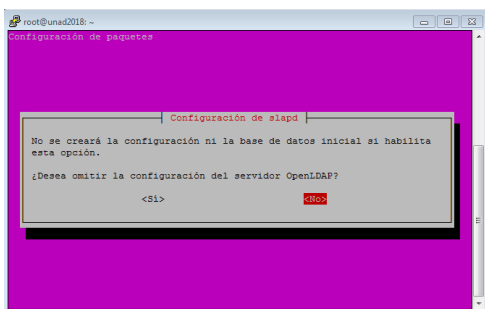 root@unad2018: ~
Configuración de paquetes
Configuración de slapd
No se creará la configuración ni la base de datos inicial si habilita
esta opción.
¿Desea omitir la configuración del servidor OpenLDAP?
<Sí> <No>